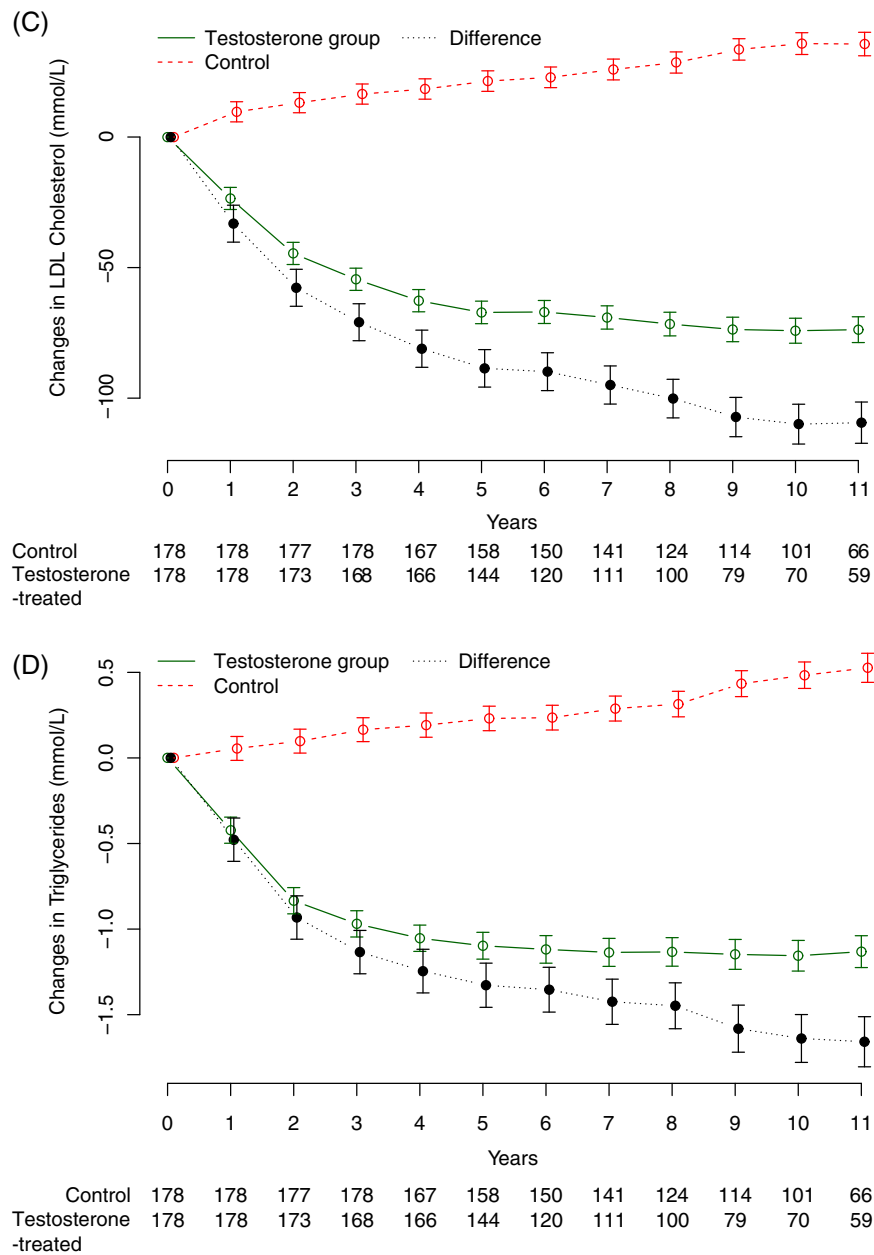 (C)
Testosterone group Difference
Control
Changes in LDL Cholesterol (mmol/L)
0
−50
−100
0 1 2 3 4 5 6 7 8 9 10 11
Years
Control 178 178 177 178 167 158 150 141 124 114 101 66
Testosterone 178 178 173 168 166 144 120 111 100 79 70 59
-treated
(D)
Testosterone group Difference
Control
Changes in Triglycerides (mmol/L)
0.5
0.0
−0.5
−1.0
−1.5
0 1 2 3 4 5 6 7 8 9 10 11
Years
Control 178 178 177 178 167 158 150 141 124 114 101 66
Testosterone 178 178 173 168 166 144 120 111 100 79 70 59
-treated